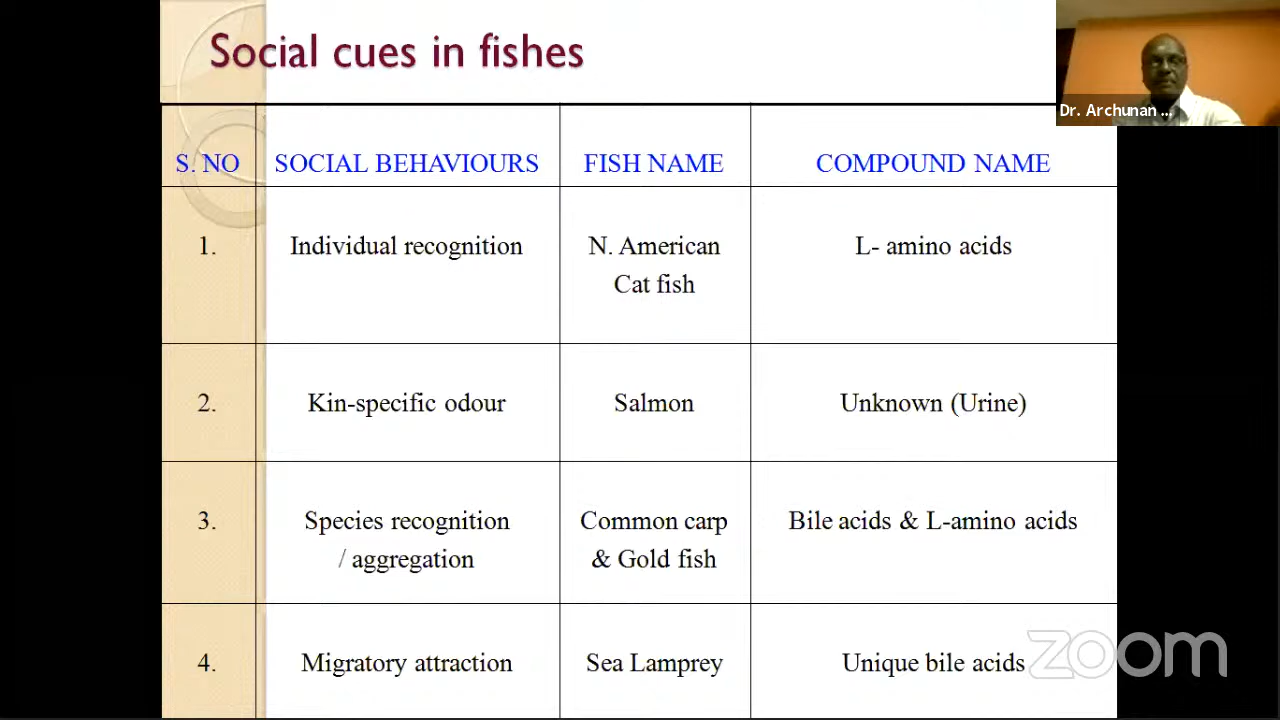 Social cues in fishes
Dr. Archunan ...
S. NO SOCIAL BEHAVIOURS FISH NAME COMPOUND NAME
1. Individual recognition N. American L- amino acids
Cat fish
2. Kin-specific odour Salmon Unknown (Urine)
3. Species recognition Common carp Bile acids & L-amino acids
/ aggregation & Gold fish
4. Migratory attraction Sea Lamprey Unique bile acids
zoom